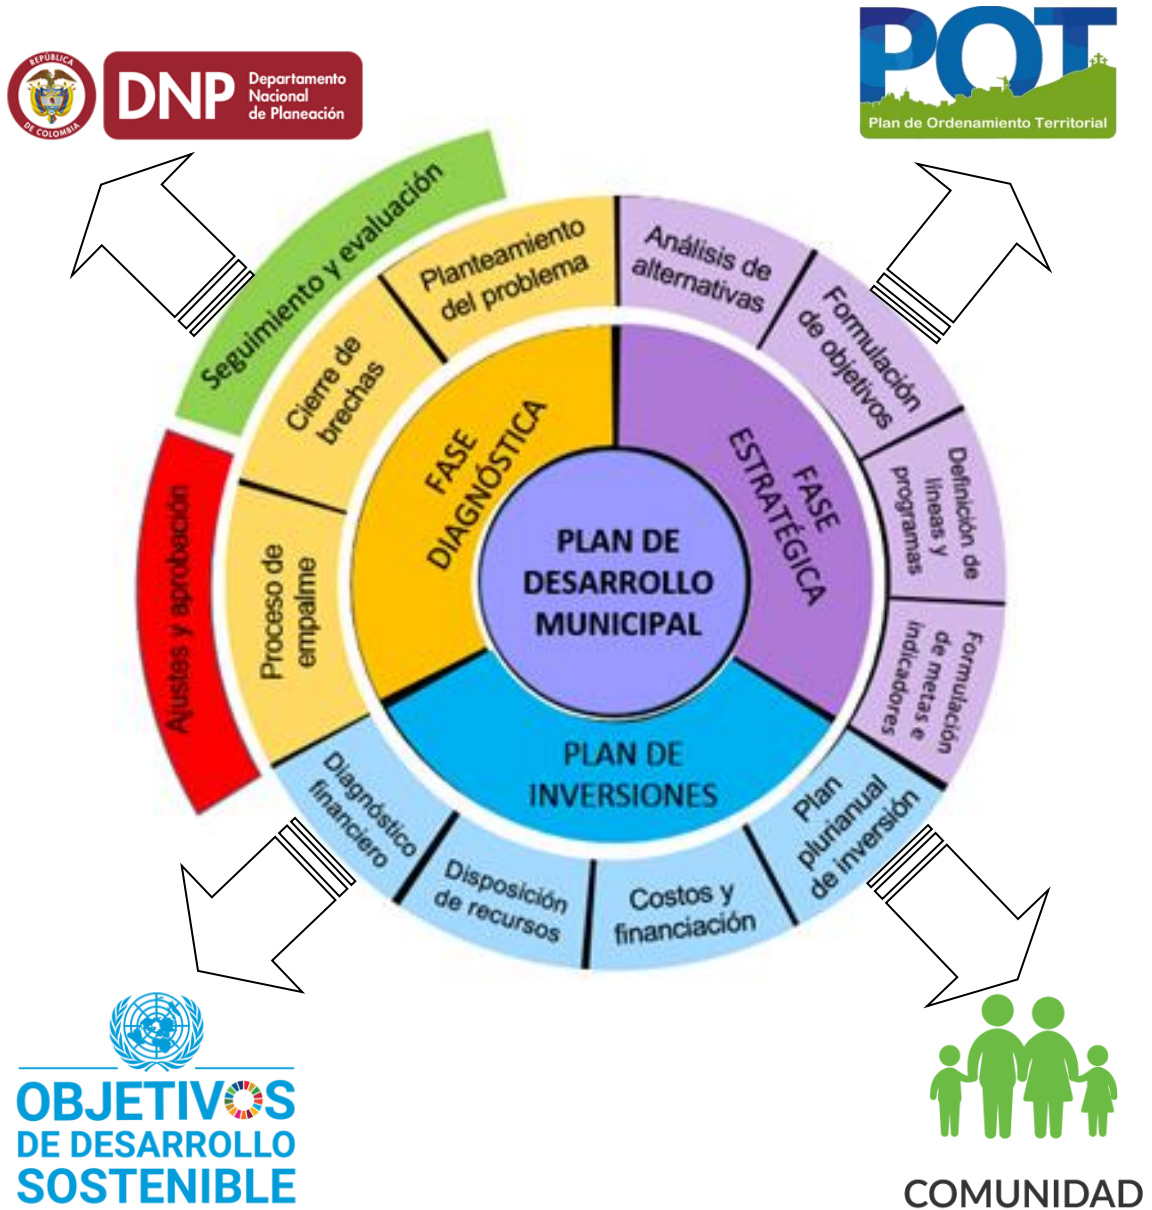 REPÚBLICA
DE COLOMBIA
DNP
Departamento
Nacional
de Planeación
POT
Plan de Ordenamiento Territorial
Seguimiento y evaluación
Ajustes y aprobación
Planteamiento
del problema
Cierre de
brechas
Proceso de
empalme
Análisis de
alternativas
Formulación
de objetivos
Definición de
líneas y
programas
Formulación
de metas e
indicadores
FASE
DIAGNÓSTICA
FASE
ESTRATÉGICA
PLAN DE
DESARROLLO
MUNICIPAL
PLAN DE
INVERSIONES
Diagnóstico
financiero
Disposición
de recursos
Costos y
financiación
Plan
plurianual
de inversión
OBJETIVOS
DE DESARROLLO
SOSTENIBLE
COMUNIDAD